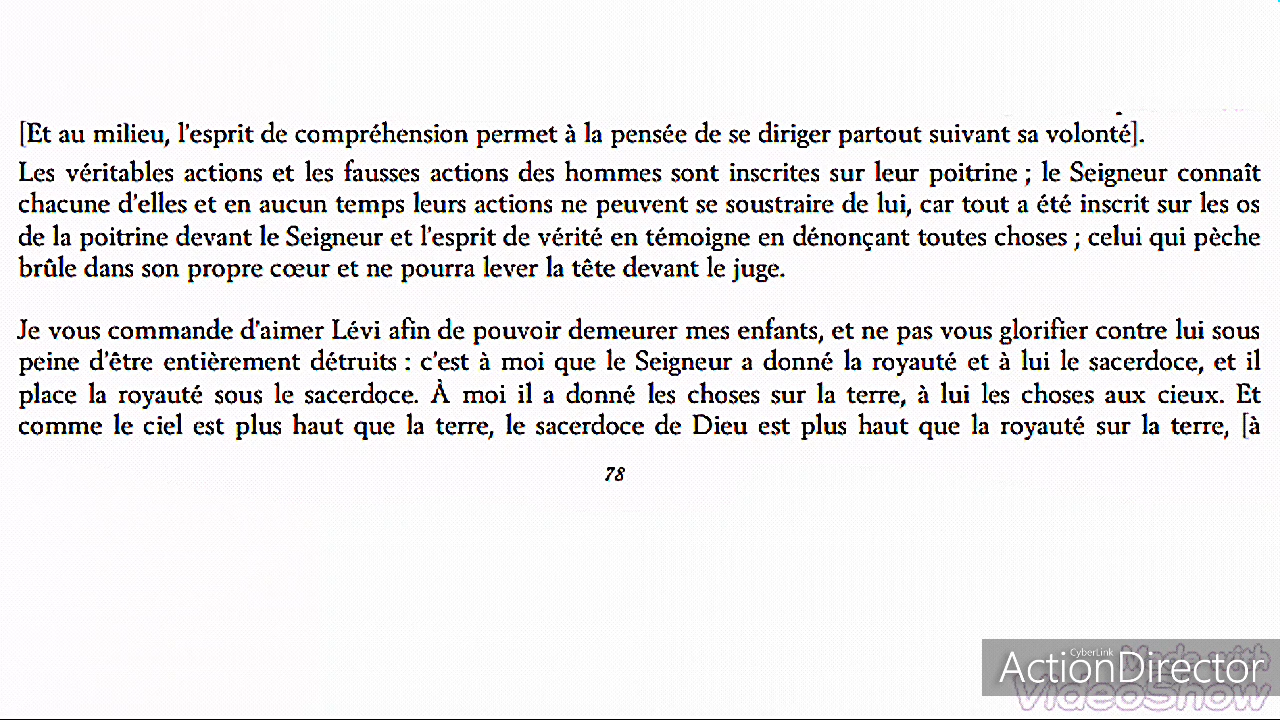 [Et au milieu, l'esprit de compréhension permet à la pensée de se diriger partout suivant sa volonté].
Les véritables actions et les fausses actions des hommes sont inscrites sur leur poitrine ; le Seigneur connaît
chacune d'elles et en aucun temps leurs actions ne peuvent se soustraire de lui, car tout a été inscrit sur les os
de la poitrine devant le Seigneur et l'esprit de vérité en témoigne en dénonçant toutes choses ; celui qui pèche
brûle dans son propre cœur et ne pourra lever la tête devant le juge.
Je vous commande d'aimer Lévi afin de pouvoir demeurer mes enfants, et ne pas vous glorifier contre lui sous
peine d'être entièrement détruits : c'est à moi que le Seigneur a donné la royauté et à lui le sacerdoce, et il
place la royauté sous le sacerdoce. À moi il a donné les choses sur la terre, à lui les choses aux cieux. Et
comme le ciel est plus haut que la terre, le sacerdoce de Dieu est plus haut que la royauté sur la terre, [à
78
CyberLink
ActionDirector
Made with
VideoShow